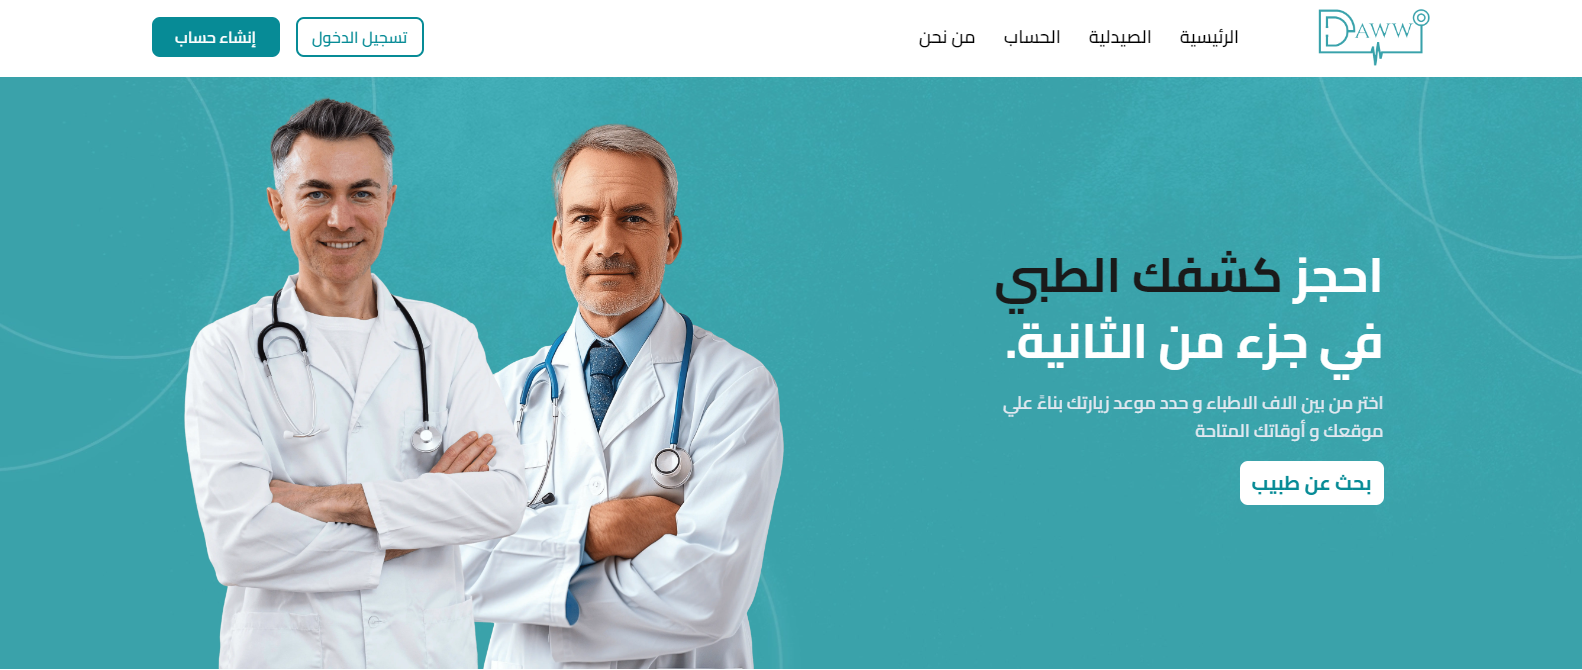 DAWW
الرئيسية
الصيدلية
الحساب
من نحن
تسجيل الدخول
إنشاء حساب
احجز كشفك الطبي
في جزء من الثانية.
اختر من بين الاف الاطباء و حدد موعد زيارتك بناءً علي
موقعك و أوقاتك المتاحة
بحث عن طبيب